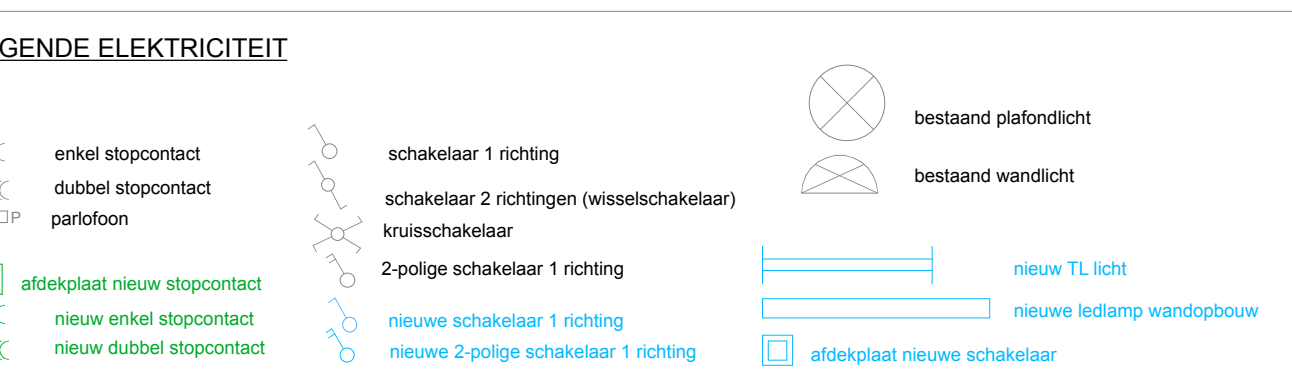 GENDE ELEKTRICITEIT
enkel stopcontact
dubbel stopcontact
P parlofoon
afdekplaat nieuw stopcontact
nieuw enkel stopcontact
nieuw dubbel stopcontact
schakelaar 1 richting
schakelaar 2 richtingen (wisselschakelaar)
kruisschakelaar
2-polige schakelaar 1 richting
nieuwe schakelaar 1 richting
nieuwe 2-polige schakelaar 1 richting
bestaand plafondlicht
bestaand wandlicht
nieuw TL licht
nieuwe ledlamp wandopbouw
afdekplaat nieuwe schakelaar